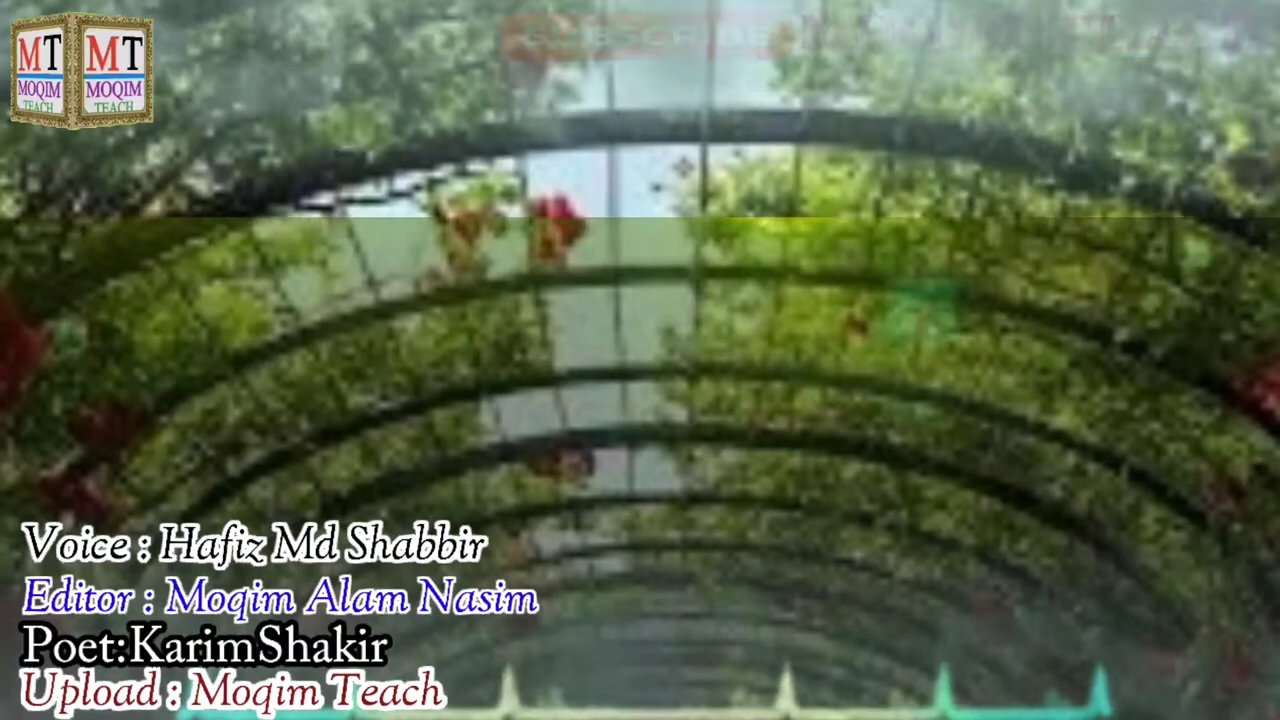 MT MT
MOQIM MOQIM
TEACH TEACH
SUBSCRIBE
Voice : Hafiz Md Shabbir
Editor : Moqim Alam Nasim
Poet:KarimShakir
Upload : Moqim Teach